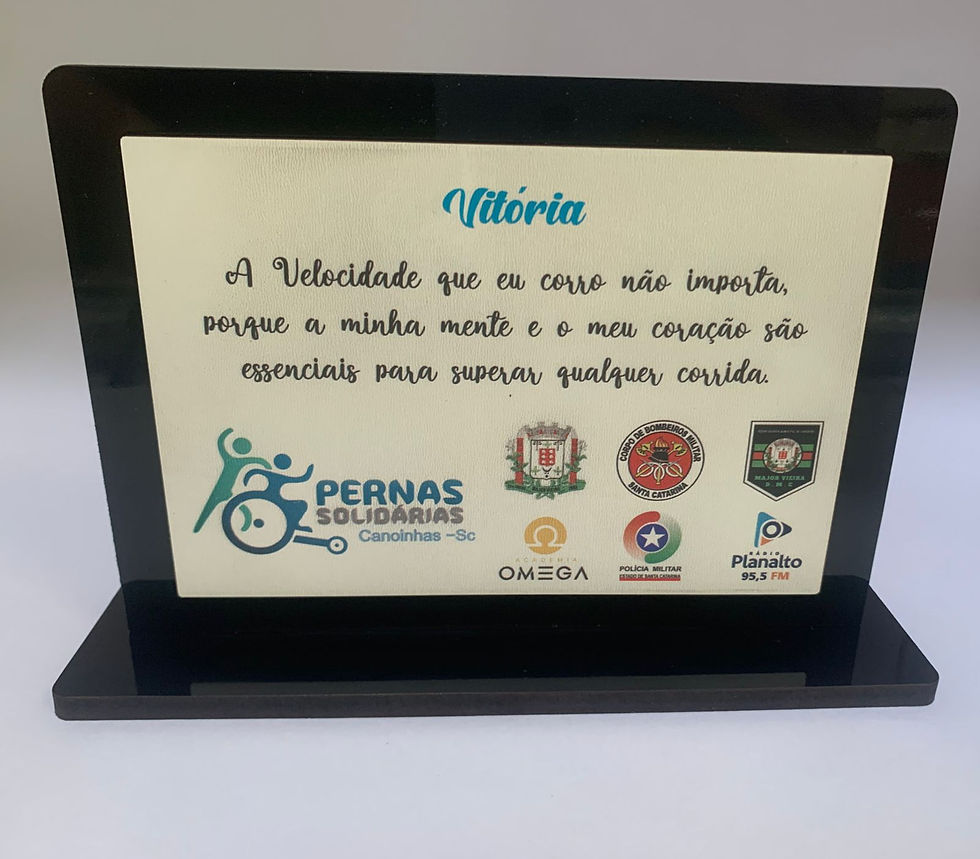 Vitória
A Velocidade que eu corro não importa,
porque a minha mente e o meu coração são
essenciais para superar qualquer corrida.
PERNAS
SOLIDÁRIAS
Canoinhas -Sc
CORPO DE BOMBEIROS MILITAR
SANTA CATARINA
MAJOR VIEIRA
D M C
ACADEMIA
OMEGA
POLÍCIA MILITAR
ESTADO DE SANTA CATARINA
RÁDIO
Planalto
95,5 FM